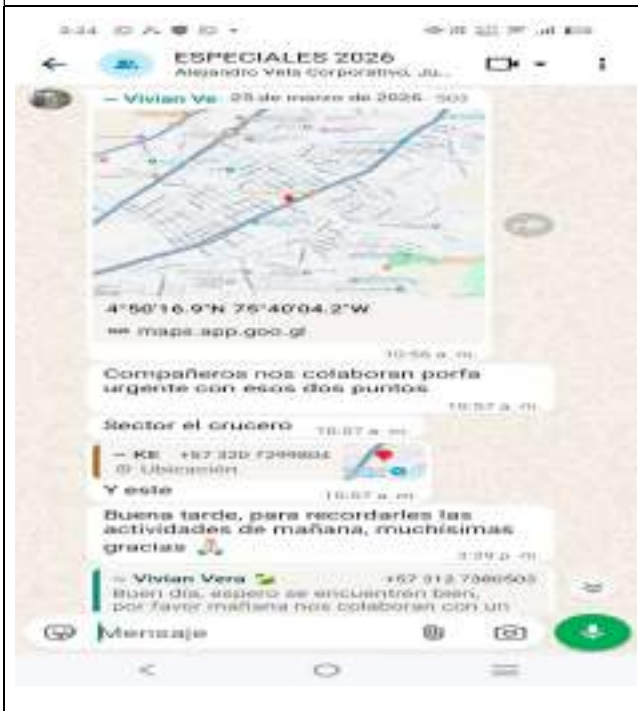 ESPECIALES 2026
Alejandro Vela Corporativo, Ju...
~ Vivian Ve 25 de marzo de 2026 503
4°50'16.9"N 75°40'04.2"W
maps.app.goo.gl
10:56 a. m.
Compañeros nos colaboran porfa
urgente con esos dos puntos
10:57 a. m.
Sector el crucero 10:57 a. m.
~ KE +57 320 7299804
Ubicación
Y este 10:57 a. m.
Buena tarde, para recordarles las
actividades de mañana, muchísimas
gracias
3:39 p. m.
~ Vivian Vera +57 312 7380503
Buen día, espero se encuentren bien,
por favor mañana nos colaboran con un
Mensaje